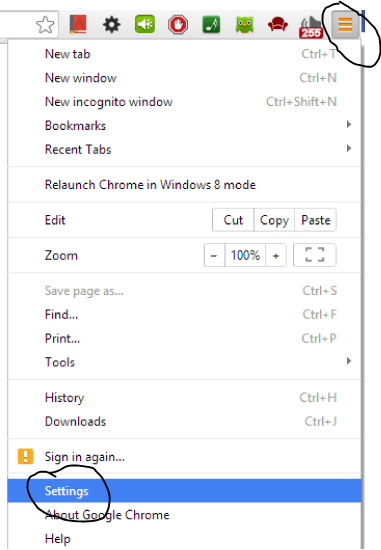 255
New tab Ctrl+T
New window Ctrl+N
New incognito window Ctrl+Shift+N
Bookmarks
Recent Tabs
Relaunch Chrome in Windows 8 mode
Edit Cut Copy Paste
Zoom - 100% +
Save page as... Ctrl+S
Find... Ctrl+F
Print... Ctrl+P
Tools
History Ctrl+H
Downloads Ctrl+J
Sign in again...
Settings
About Google Chrome
Help